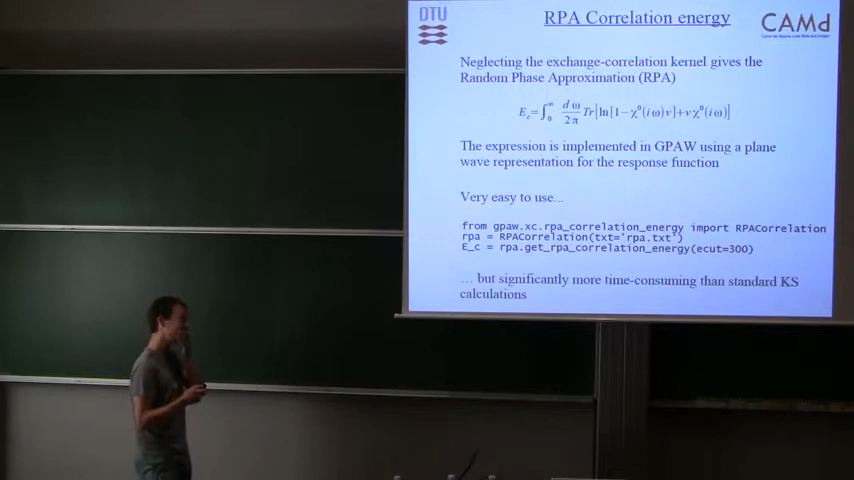 DTU
RPA Correlation energy
CAMd
Neglecting the exchange-correlation kernel gives the
Random Phase Approximation (RPA)
E_c=∫_0^∞ dω/2π Tr[ln[1−χ⁰(iω)v]+vχ⁰(iω)]
The expression is implemented in GPAW using a plane
wave representation for the response function
Very easy to use...
from gpaw.xc.rpa_correlation_energy import RPACorrelation
rpa = RPACorrelation(txt='rpa.txt')
E_c = rpa.get_rpa_correlation_energy(ecut=300)
... but significantly more time-consuming than standard KS
calculations